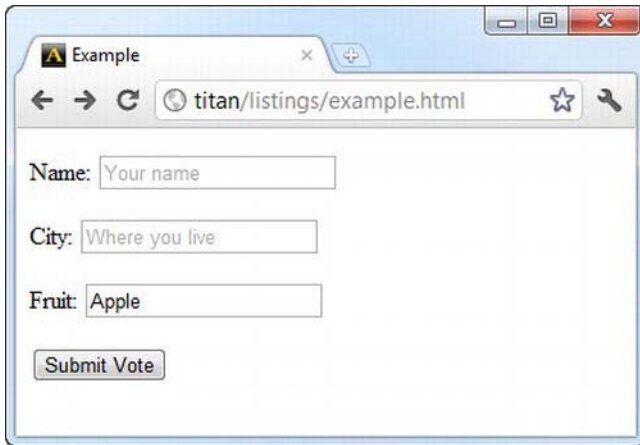 Example
titan/listings/example.html
Name: Your name
City: Where you live
Fruit: Apple
Submit Vote